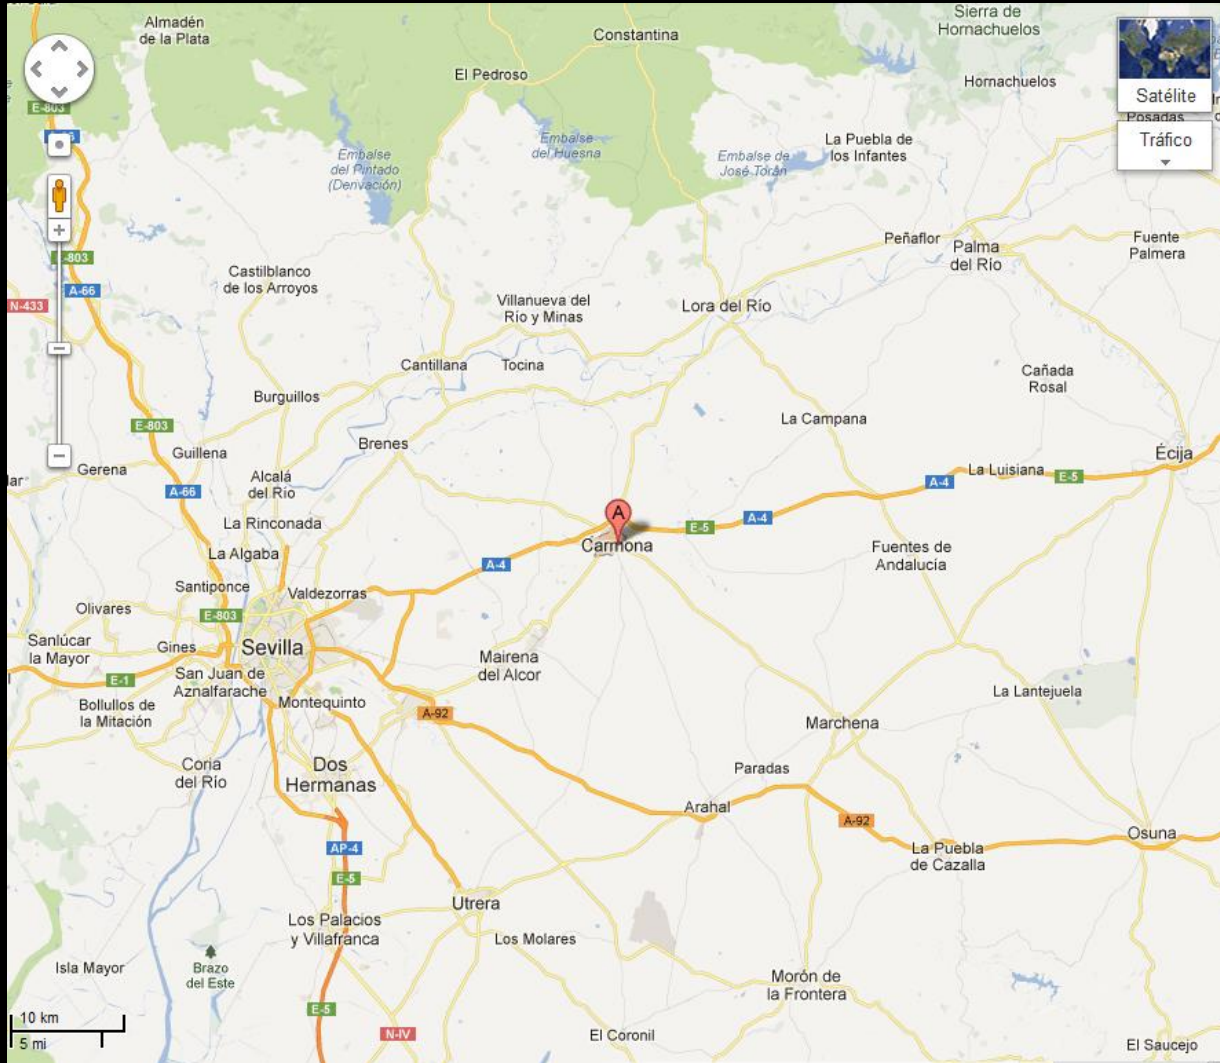 Almadén
de la Plata
Constantina
Sierra de
Hornachuelos
El Pedroso
Hornachuelos
Satélite
E-803
Posadas
Tráfico
Embalse
del Pintado
(Denvación)
Embalse
del Huesna
Embalse de
José Torán
La Puebla de
los Infantes
Peñaflor
Palma
del Río
Fuente
Palmera
-803
Castilblanco
de los Arroyos
A-66
N-433
Villanueva del
Río y Minas
Lora del Río
Cantillana
Tocina
Cañada
Rosal
Burguillos
La Campana
E-803
Brenes
Guillena
Écija
Gerena
Alcalá
del Río
A-66
La Luisiana
E-5
A-4
La Rinconada
A
A-4
E-5
Carmona
La Algaba
A-4
Fuentes de
Andalucía
Santiponce
Valdezorras
Olivares
E-803
Sanlúcar
la Mayor
Gines
Sevilla
Mairena
del Alcor
San Juan de
Aznalfarache
E-1
Bollullos de
la Mitación
Montequinto
A-92
La Lantejuela
Marchena
Coria
del Río
Dos
Hermanas
Paradas
Arahal
A-92
Osuna
AP-4
La Puebla
de Cazalla
E-5
Utrera
Los Palacios
y Villafranca
Los Molares
Isla Mayor
Brazo
del Este
Morón de
la Frontera
E-5
10 km
5 mi
N-IV
El Coronil
El Saucejo